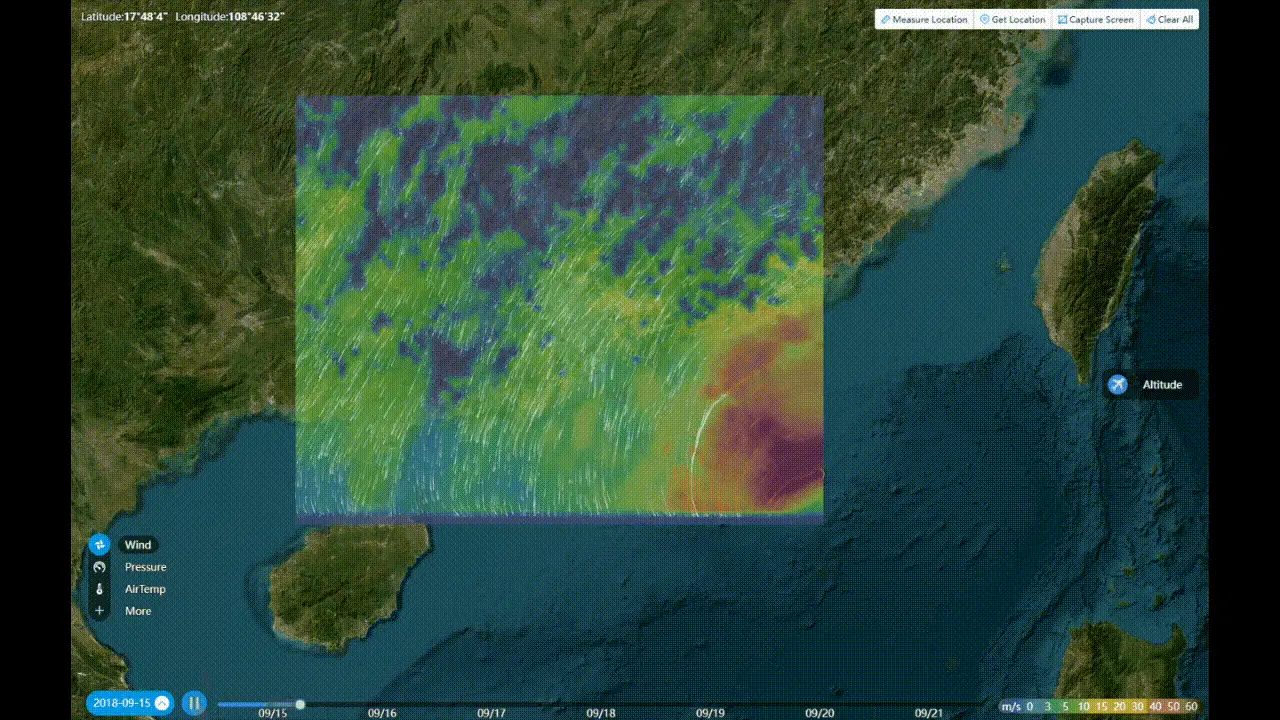 Latitude:17°48'4" Longitude:108°46'32"
Measure Location Get Location Capture Screen Clear All
Altitude
Wind
Pressure
AirTemp
More
2018-09-15
09/15 09/16 09/17 09/18 09/19 09/20 09/21
m/s 0 3 5 10 15 20 30 40 50 60